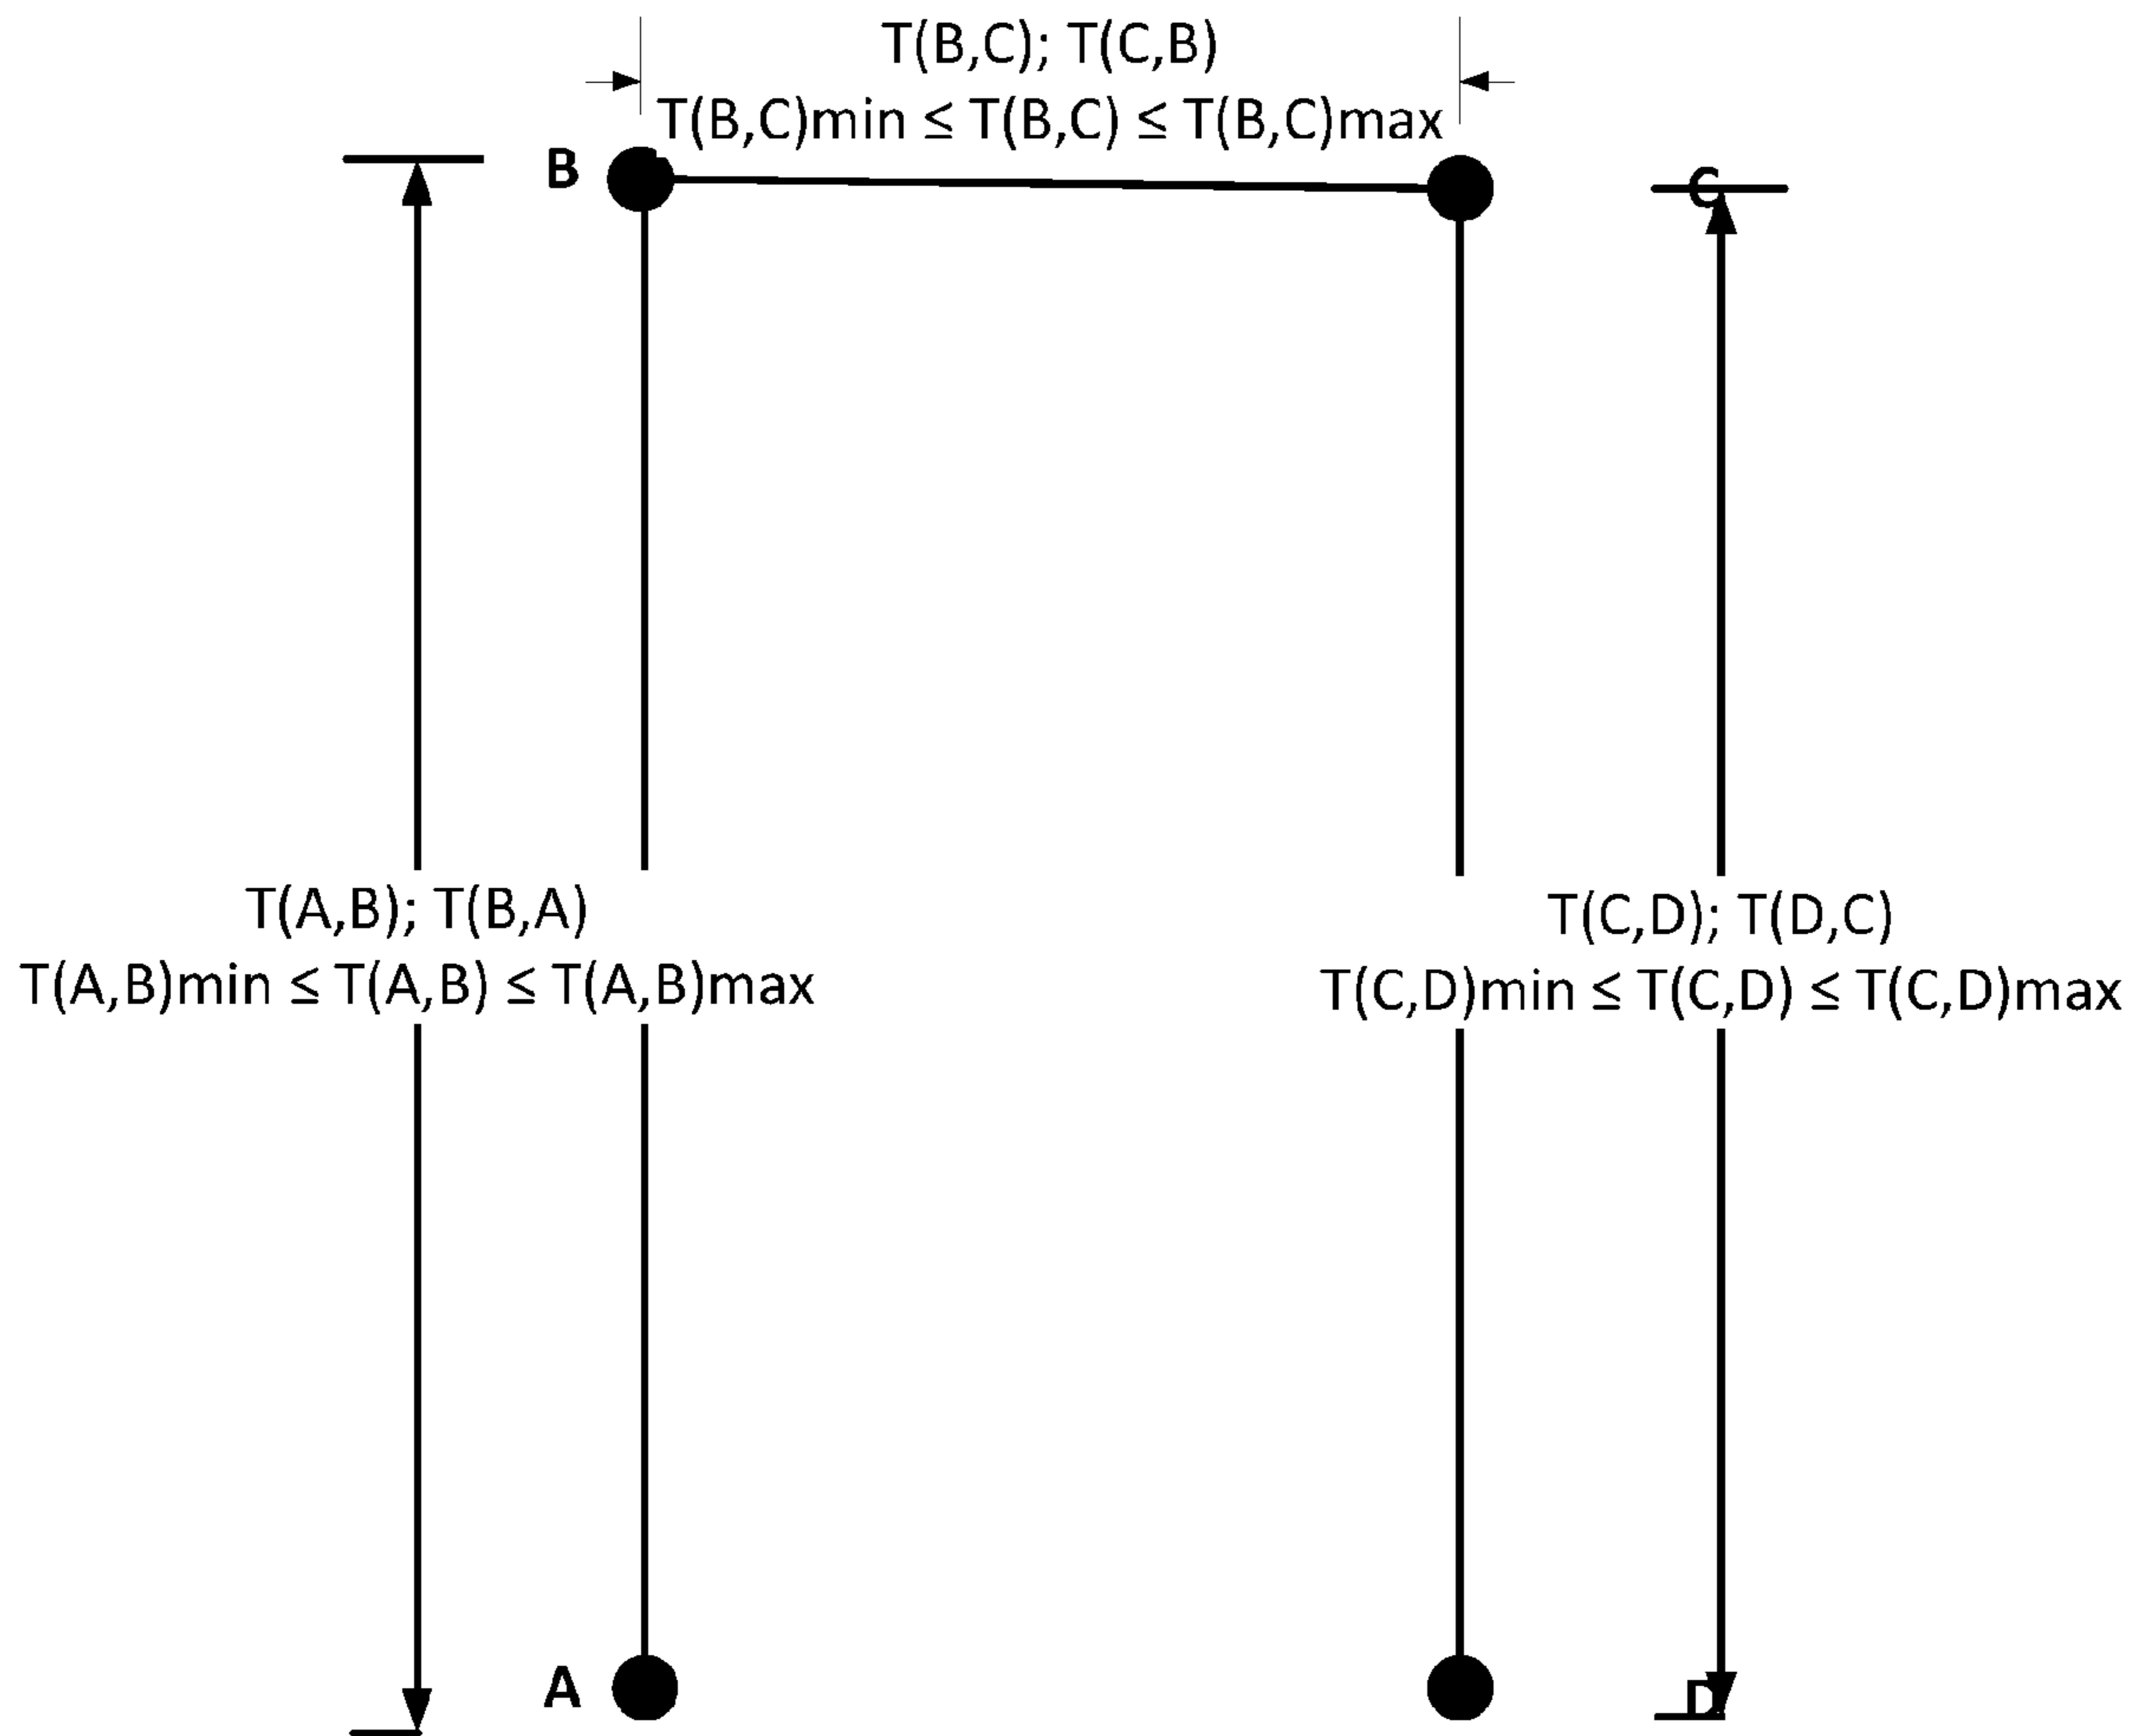 T(B,C); T(C,B)
T(B,C)min ≤ T(B,C) ≤ T(B,C)max
B
C
T(A,B); T(B,A)
T(A,B)min ≤ T(A,B) ≤ T(A,B)max
T(C,D); T(D,C)
T(C,D)min ≤ T(C,D) ≤ T(C,D)max
A
D